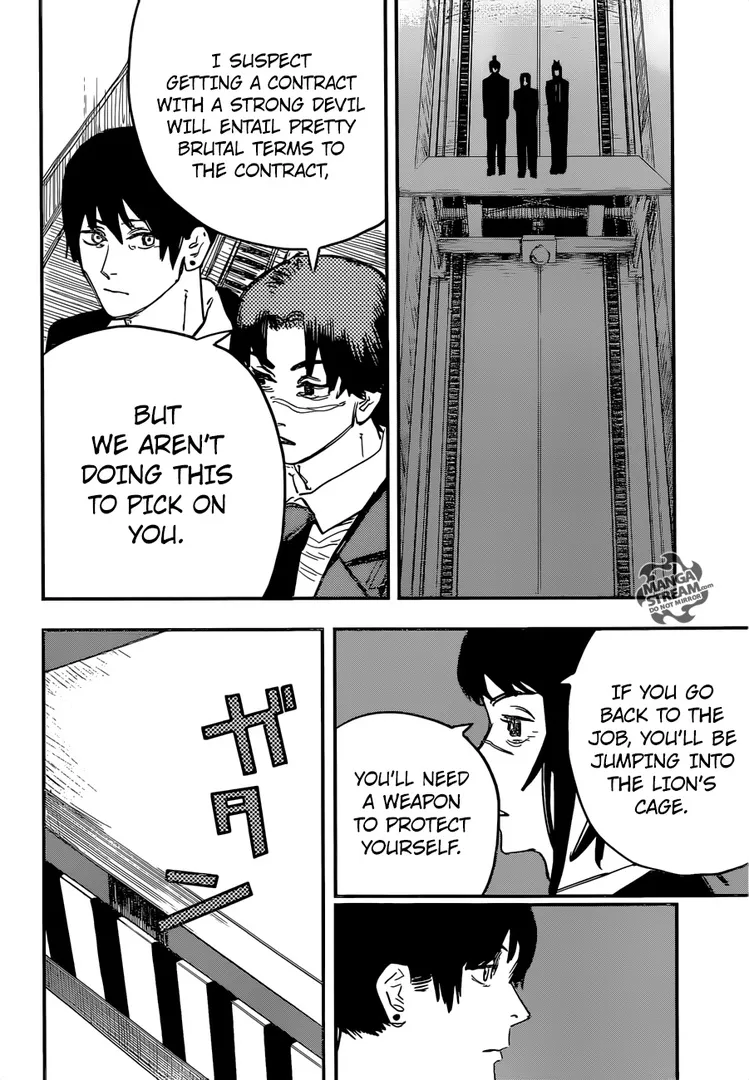 I SUSPECT
GETTING A CONTRACT
WITH A STRONG DEVIL
WILL ENTAIL PRETTY
BRUTAL TERMS TO
THE CONTRACT,
BUT
WE AREN'T
DOING THIS
TO PICK ON
YOU.
MANGA
STREAM.com
DO NOT MIRROR
IF YOU GO
BACK TO THE
JOB, YOU'LL BE
JUMPING INTO
THE LION'S
CAGE.
YOU'LL NEED
A WEAPON
TO PROTECT
YOURSELF.
ガタン